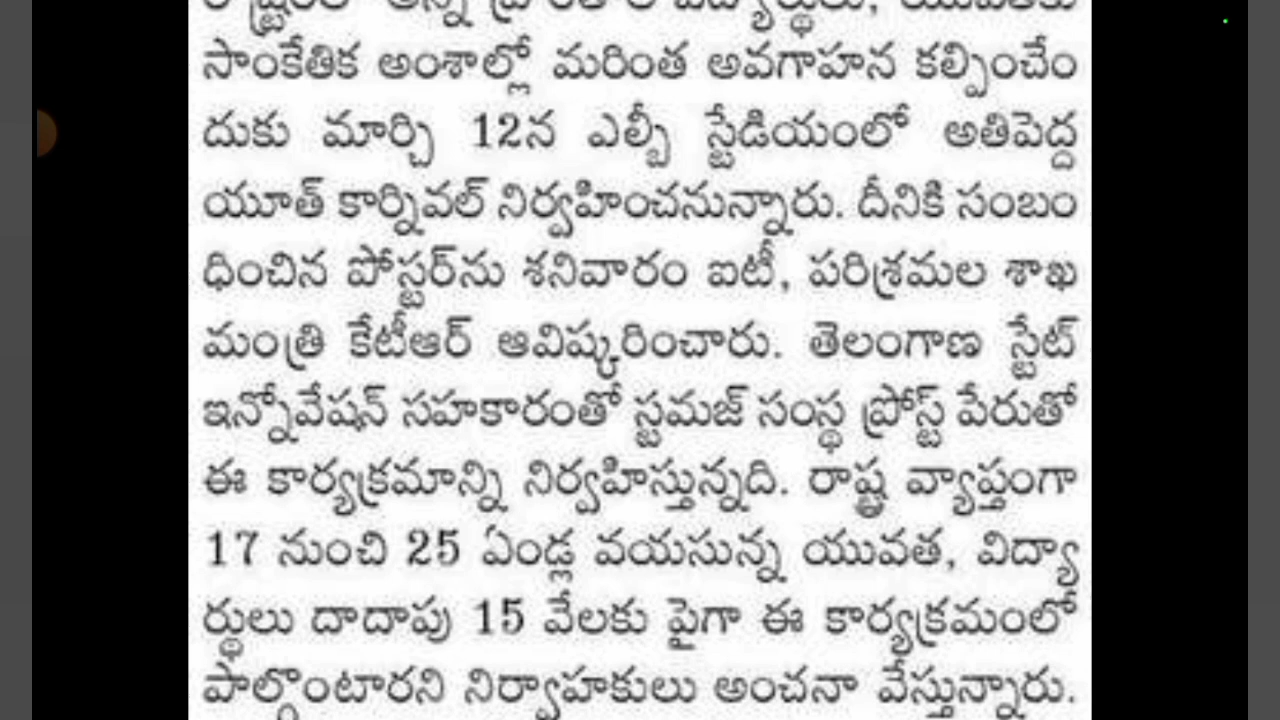 సాంకేతిక అంశాల్లో మరింత అవగాహన కల్పించేం
దుకు మార్చి 12న ఎల్బీ స్టేడియంలో అతిపెద్ద
యూత్ కార్నివల్ నిర్వహించనున్నారు. దీనికి సంబం
ధించిన పోస్టర్‌ను శనివారం ఐటీ, పరిశ్రమల శాఖ
మంత్రి కేటీఆర్ ఆవిష్కరించారు. తెలంగాణ స్టేట్
ఇన్నోవేషన్ సహకారంతో స్టమజ్ సంస్థ ప్రోస్ట్ పేరుతో
ఈ కార్యక్రమాన్ని నిర్వహిస్తున్నది. రాష్ట్ర వ్యాప్తంగా
17 నుంచి 25 ఏండ్ల వయసున్న యువత, విద్యా
ర్థులు దాదాపు 15 వేలకు పైగా ఈ కార్యక్రమంలో
పాల్గొంటారని నిర్వాహకులు అంచనా వేస్తున్నారు.